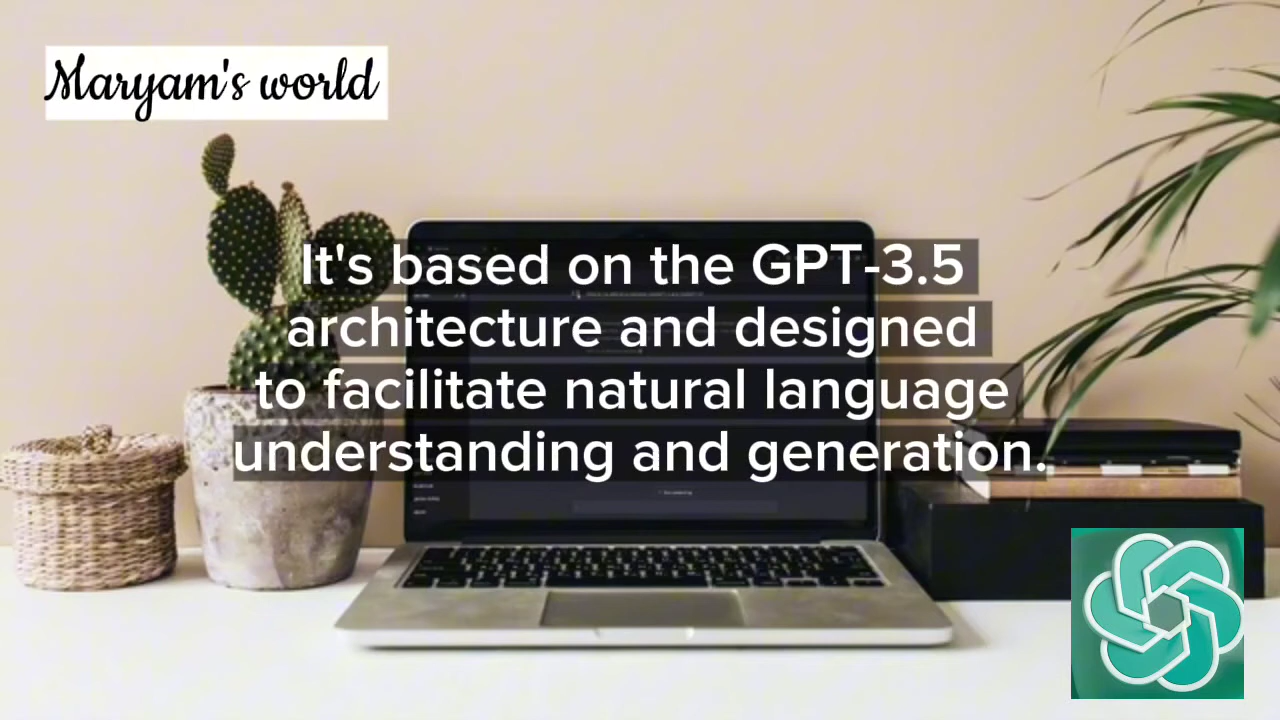 Maryam's world
It's based on the GPT-3.5
architecture and designed
to facilitate natural language
understanding and generation.